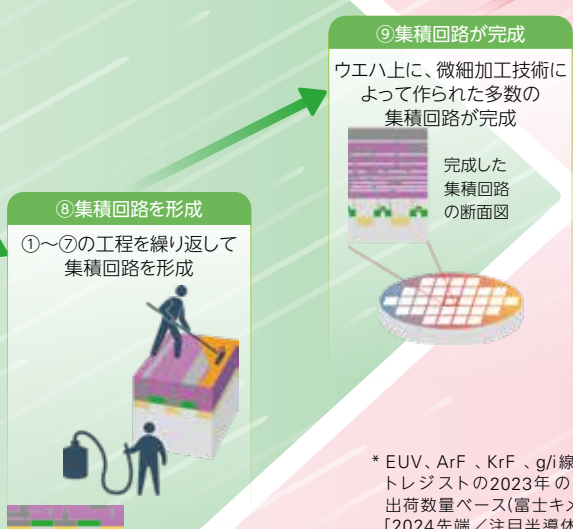 ⑨集積回路が完成
ウエハ上に、微細加工技術に
よって作られた多数の
集積回路が完成
完成した
集積回路
の断面図
⑧集積回路を形成
①～⑦の工程を繰り返して
集積回路を形成
* EUV、ArF 、KrF 、g/i線
トレジストの2023年の
出荷数量ベース(富士キメ
「2024先端／注目半導体